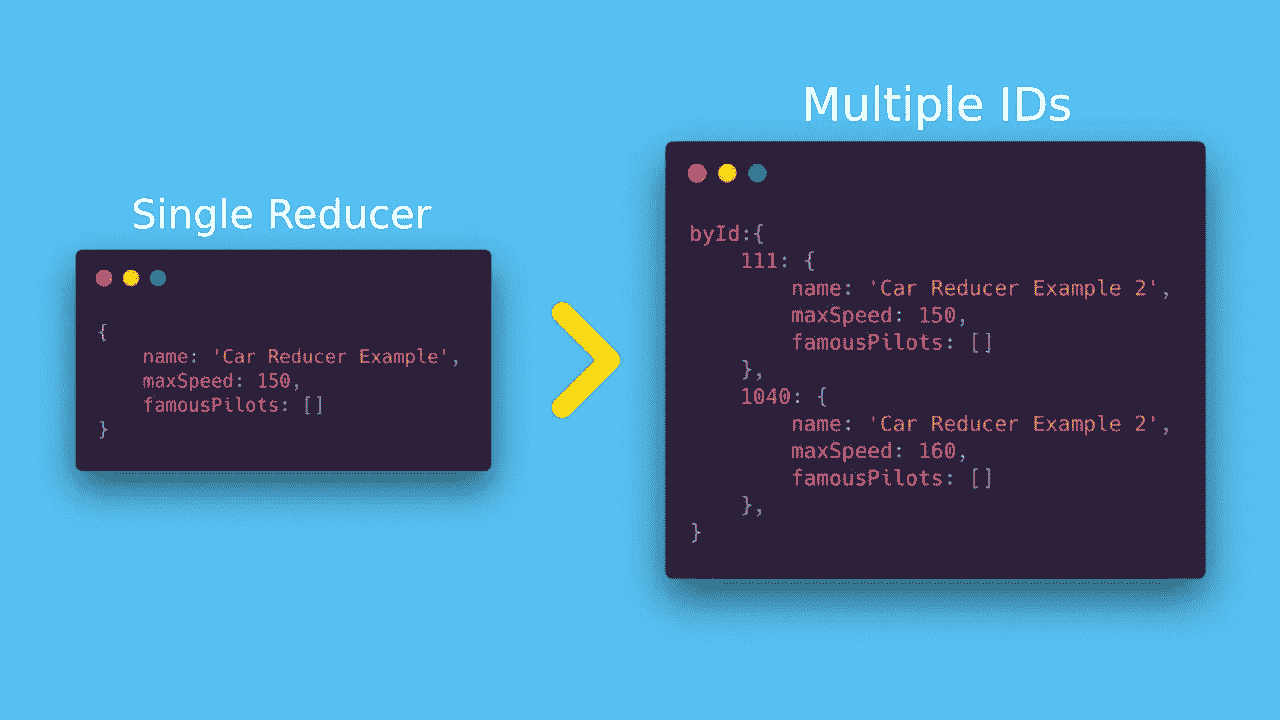 Single Reducer
{
    name: 'Car Reducer Example',
    maxSpeed: 150,
    famousPilots: []
}
Multiple IDs
byId:{
    111: {
        name: 'Car Reducer Example 2',
        maxSpeed: 150,
        famousPilots: []
    },
    1040: {
        name: 'Car Reducer Example 2',
        maxSpeed: 160,
        famousPilots: []
    },
}